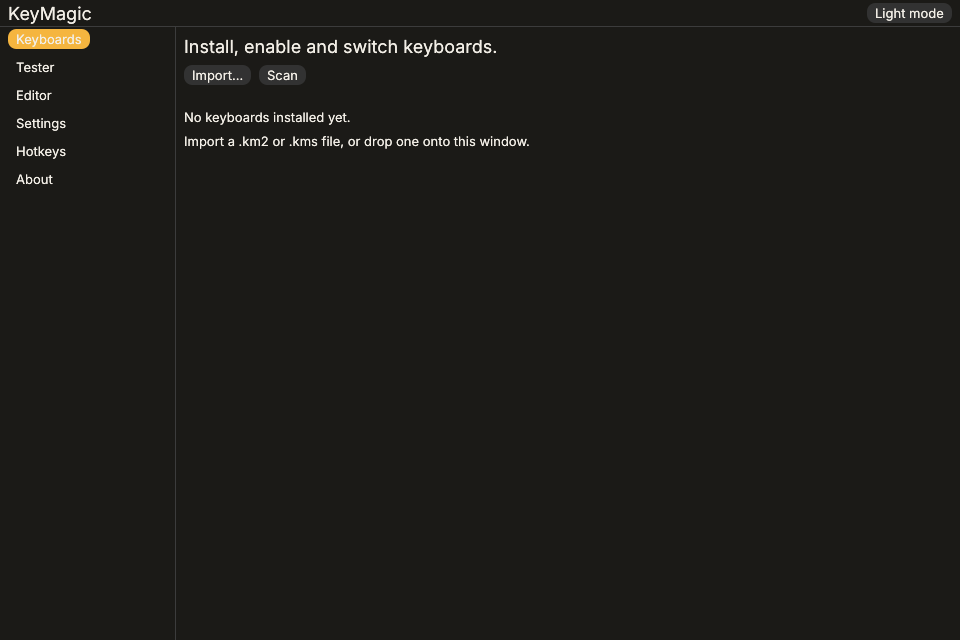 KeyMagic
Light mode
Keyboards
Tester
Editor
Settings
Hotkeys
About
Install, enable and switch keyboards.
Import...
Scan
No keyboards installed yet.
Import a .km2 or .kms file, or drop one onto this window.